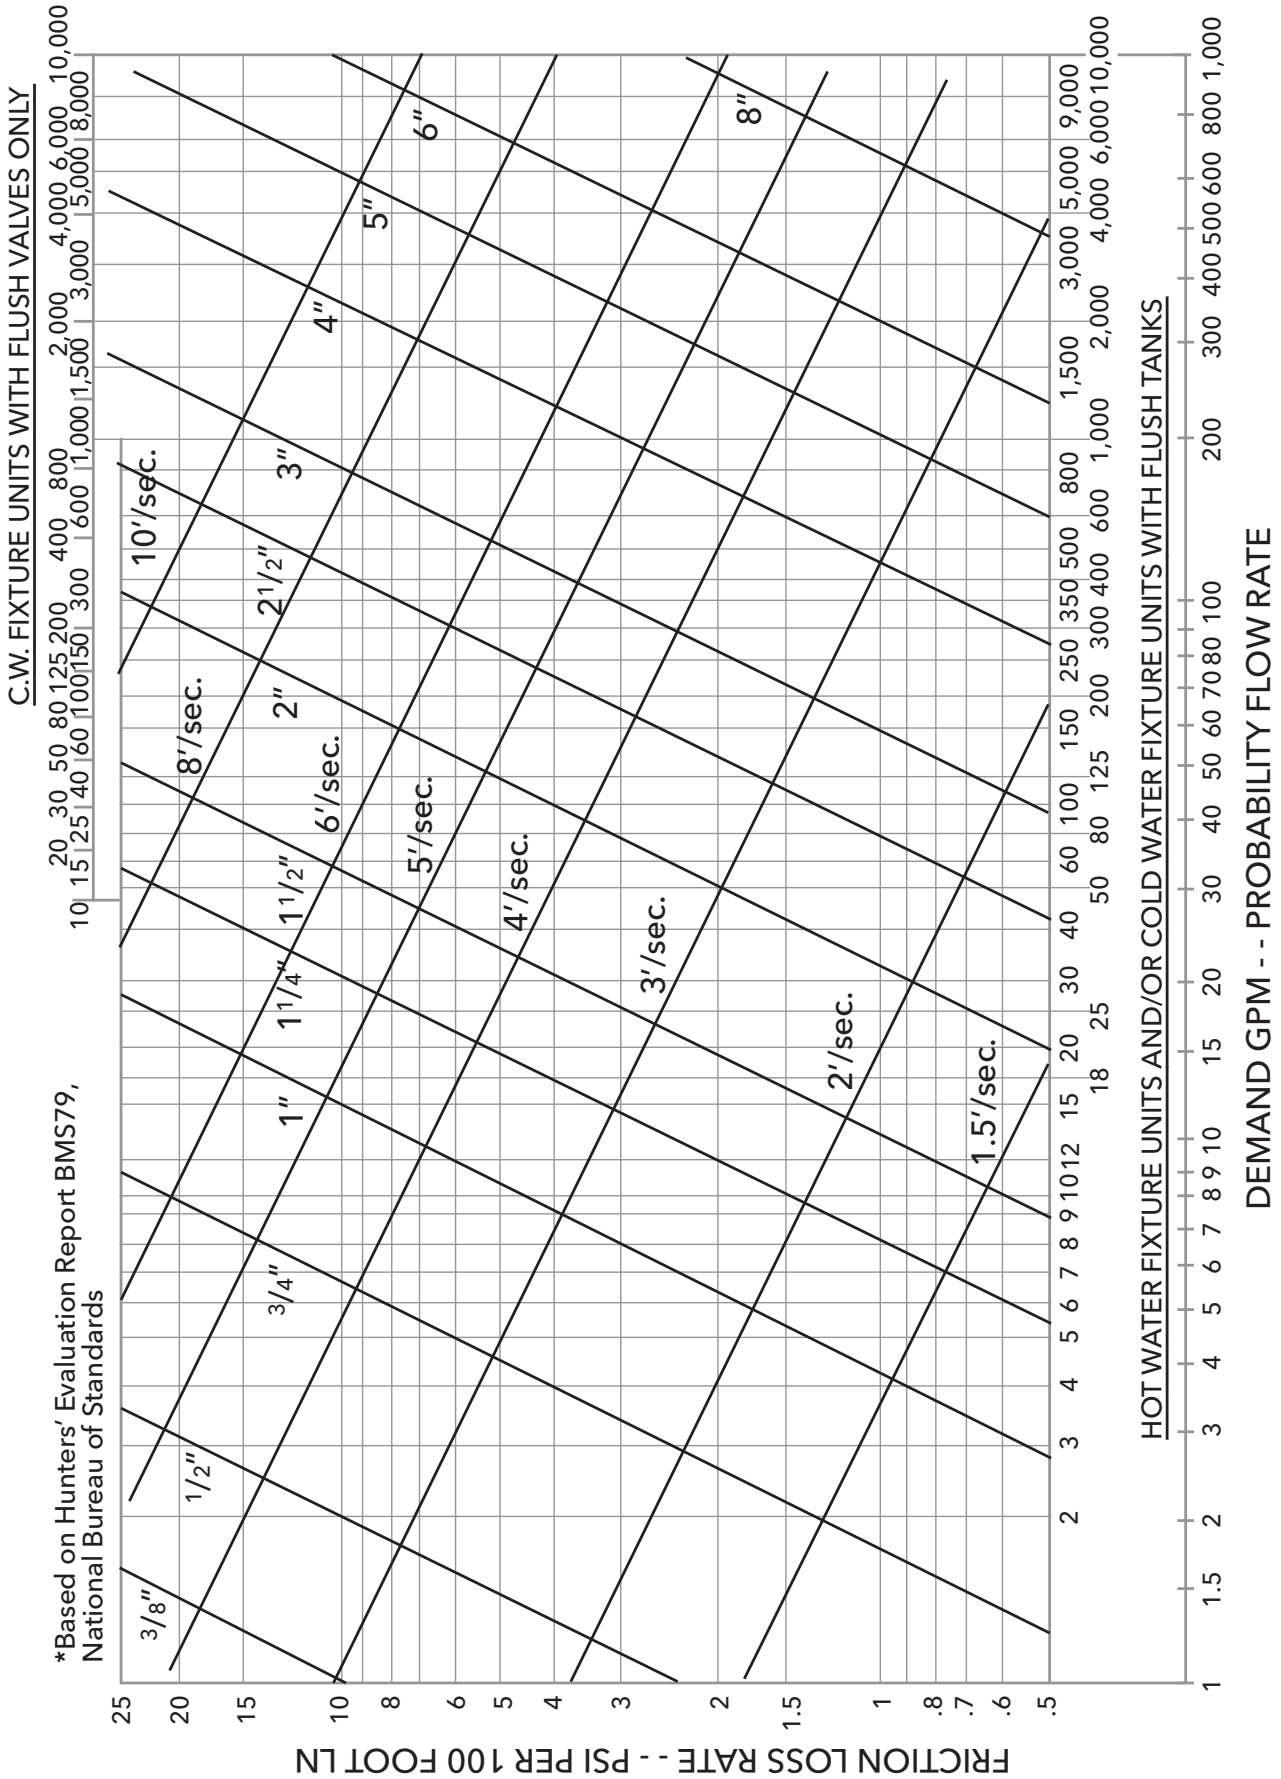 C.W. FIXTURE UNITS WITH FLUSH VALVES ONLY
10 20 30 50 80 125 200 400 800 2,000 4,000 6,000 10,000
15 25 40 60 100 150 300 600 1,000 1,500 3,000 5,000 8,000
*Based on Hunters' Evaluation Report BMS79,
National Bureau of Standards
3/8"
1/2"
3/4"
1"
1 1/4"
1 1/2"
2"
2 1/2"
3"
4"
5"
6"
8"
10'/sec.
8'/sec.
6'/sec.
5'/sec.
4'/sec.
3'/sec.
2'/sec.
1.5'/sec.
FRICTION LOSS RATE - - PSI PER 100 FOOT LN
25
20
15
10
8
6
5
4
3
2
1.5
1
.8
.7
.6
.5
2 3 4 5 6 7 8 9 10 12 15 20 30 40 60 100 150 250 350 500 800 1,500 3,000 5,000 9,000
18 25 50 80 125 200 300 400 600 1,000 2,000 4,000 6,000 10,000
HOT WATER FIXTURE UNITS AND/OR COLD WATER FIXTURE UNITS WITH FLUSH TANKS
1 1.5 2 3 4 5 6 7 8 9 10 15 20 30 40 50 60 70 80 100 200 300 400 500 600 800 1,000
DEMAND GPM - - PROBABILITY FLOW RATE